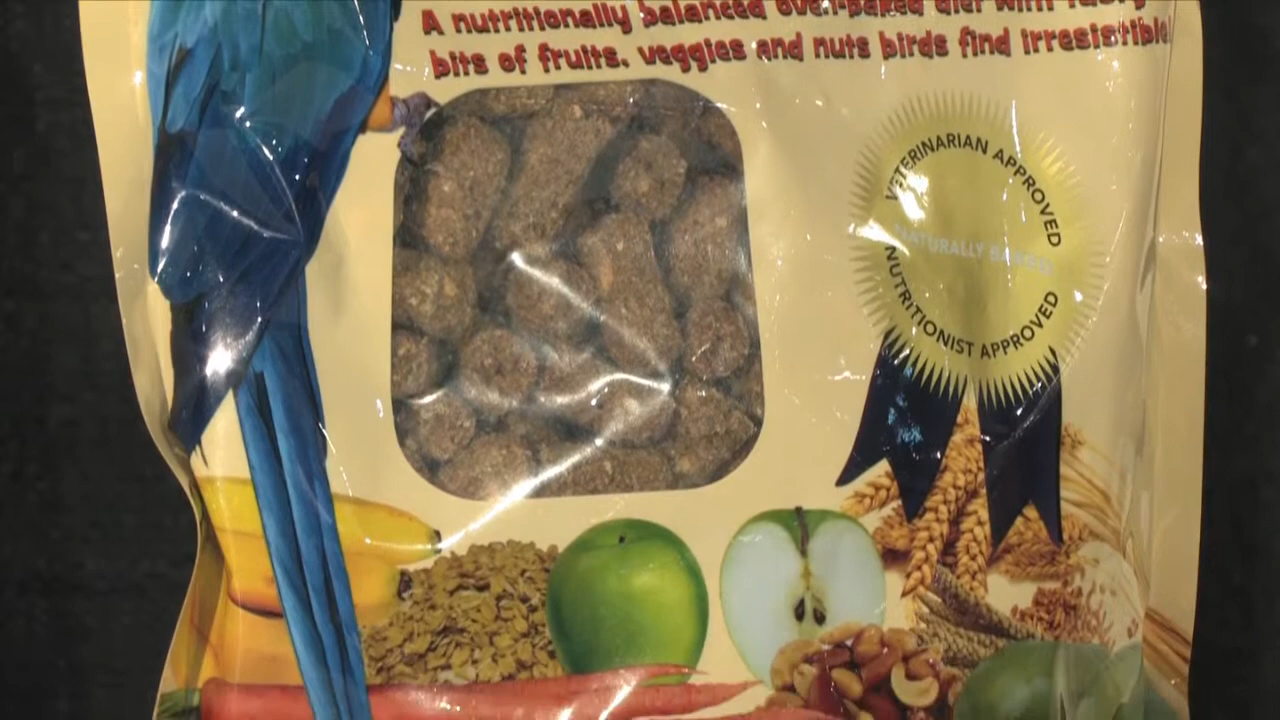 A nutritionally balanced oven-baked diet with tasty
bits of fruits, veggies and nuts birds find irresistible!
VETERINARIAN APPROVED
NATURALLY BAKED
NUTRITIONIST APPROVED